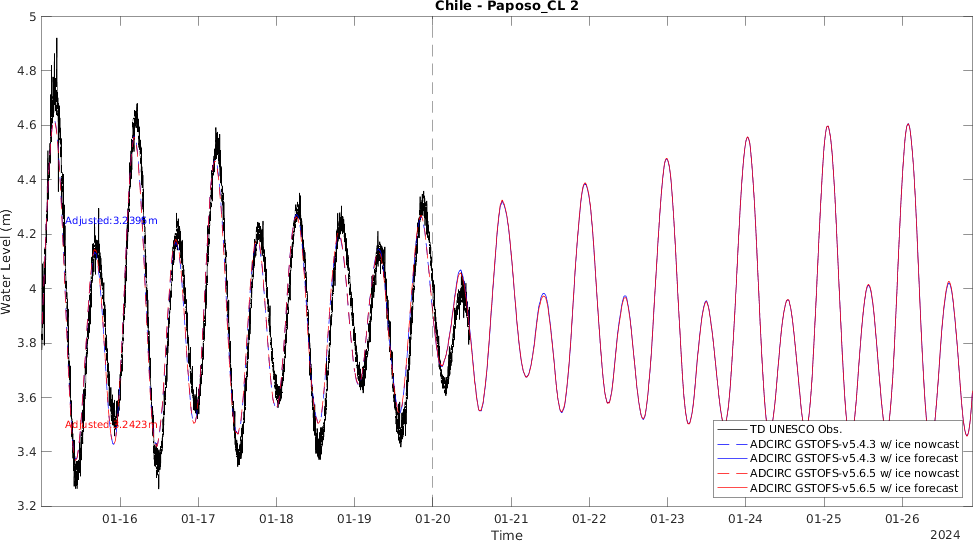 Chile - Paposo_CL 2
Water Level (m)
5
4.8
4.6
4.4
4.2
4
3.8
3.6
3.4
3.2
Adjusted:3.2395m
Adjusted:3.2423m
TD UNESCO Obs.
ADCIRC GSTOFS-v5.4.3 w/ ice nowcast
ADCIRC GSTOFS-v5.4.3 w/ ice forecast
ADCIRC GSTOFS-v5.6.5 w/ ice nowcast
ADCIRC GSTOFS-v5.6.5 w/ ice forecast
01-16 01-17 01-18 01-19 01-20 01-21 01-22 01-23 01-24 01-25 01-26
Time
2024